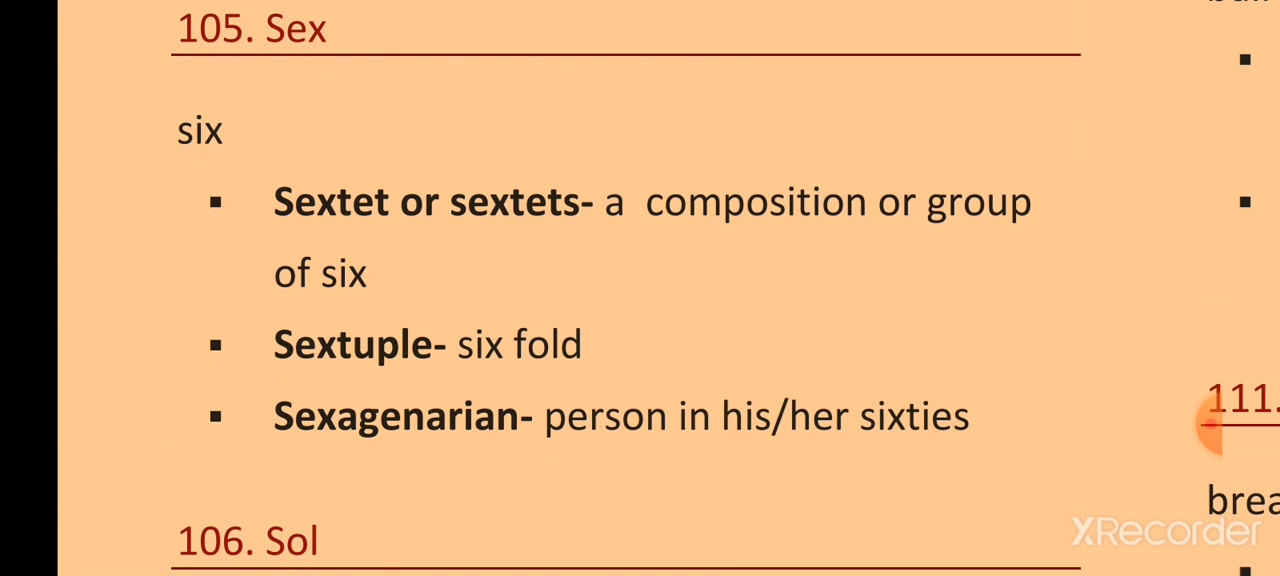 105. Sex
six
▪ Sextet or sextets- a composition or group
of six
▪ Sextuple- six fold
▪ Sexagenarian- person in his/her sixties
106. Sol
111.
XRecorder